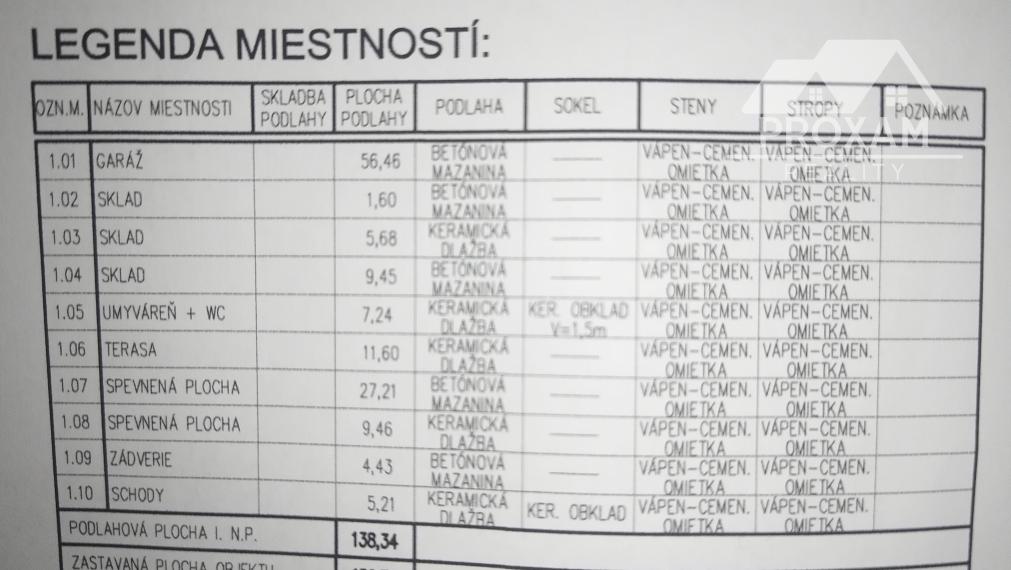 LEGENDA MIESTNOSTÍ:
OZN.M. NÁZOV MIESTNOSTI SKLADBA PODLAHY PLOCHA PODLAHY PODLAHA SOKEL STENY STROPY POZNÁMKA
1.01 GARÁŽ 56,46 BETÓNOVÁ MAZANINA VÁPEN-CEMEN. OMIETKA VÁPEN-CEMEN. OMIETKA
1.02 SKLAD 1,60 BETÓNOVÁ MAZANINA VÁPEN-CEMEN. OMIETKA VÁPEN-CEMEN. OMIETKA
1.03 SKLAD 5,68 KERAMICKÁ DLAŽBA VÁPEN-CEMEN. OMIETKA VÁPEN-CEMEN. OMIETKA
1.04 SKLAD 9,45 BETÓNOVÁ MAZANINA VÁPEN-CEMEN. OMIETKA VÁPEN-CEMEN. OMIETKA
1.05 UMYVÁREŇ + WC 7,24 KERAMICKÁ DLAŽBA KER. OBKLAD V=1,5m VÁPEN-CEMEN. OMIETKA VÁPEN-CEMEN. OMIETKA
1.06 TERASA 11,60 KERAMICKÁ DLAŽBA VÁPEN-CEMEN. OMIETKA VÁPEN-CEMEN. OMIETKA
1.07 SPEVNENÁ PLOCHA 27,21 BETÓNOVÁ MAZANINA VÁPEN-CEMEN. OMIETKA VÁPEN-CEMEN. OMIETKA
1.08 SPEVNENÁ PLOCHA 9,46 KERAMICKÁ DLAŽBA VÁPEN-CEMEN. OMIETKA VÁPEN-CEMEN. OMIETKA
1.09 ZÁDVERIE 4,43 BETÓNOVÁ MAZANINA VÁPEN-CEMEN. OMIETKA VÁPEN-CEMEN. OMIETKA
1.10 SCHODY 5,21 KERAMICKÁ DLAŽBA KER. OBKLAD VÁPEN-CEMEN. OMIETKA VÁPEN-CEMEN. OMIETKA
PODLAHOVÁ PLOCHA I. N.P. 138,34
ZASTAVANÁ PLOCHA OBJEKTU
PROXAM
REALITY